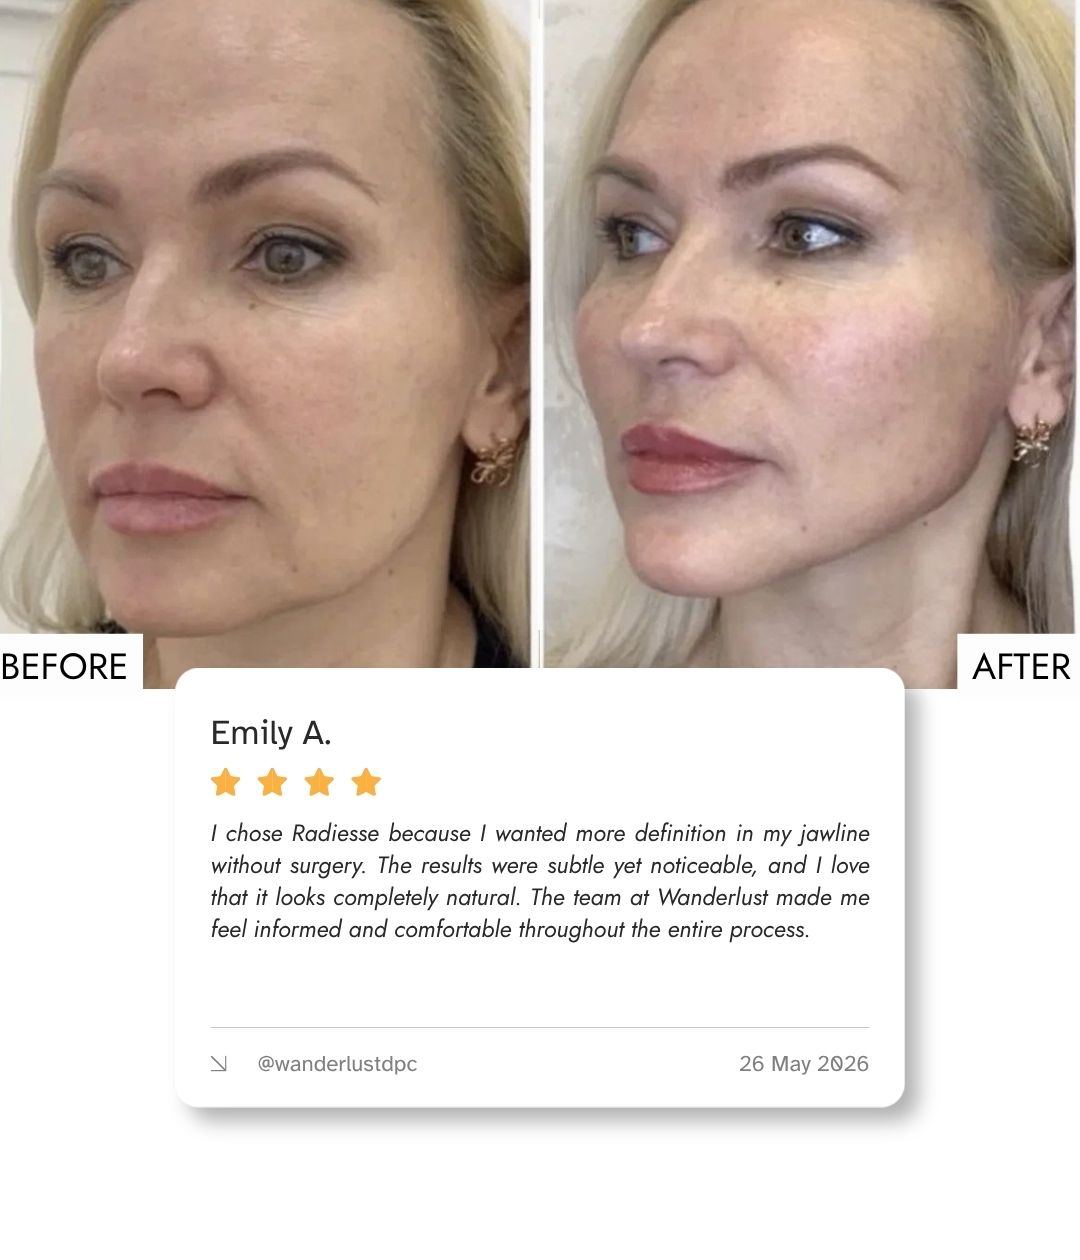 BEFORE
AFTER
Emily A.
I chose Radiesse because I wanted more definition in my jawline
without surgery. The results were subtle yet noticeable, and I love
that it looks completely natural. The team at Wanderlust made me
feel informed and comfortable throughout the entire process.
@wanderlustdpc
26 May 2026